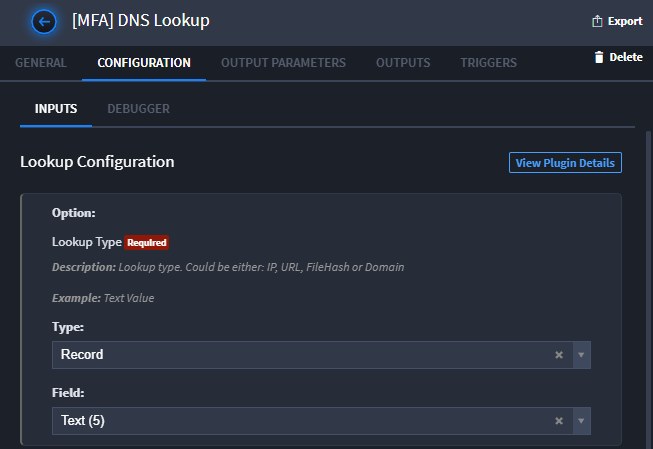 [MFA] DNS Lookup
Export
GENERAL CONFIGURATION OUTPUT PARAMETERS OUTPUTS TRIGGERS
Delete
INPUTS DEBUGGER
Lookup Configuration
View Plugin Details
Option:
Lookup Type Required
Description: Lookup type. Could be either: IP, URL, FileHash or Domain
Example: Text Value
Type:
Record
Field:
Text (5)